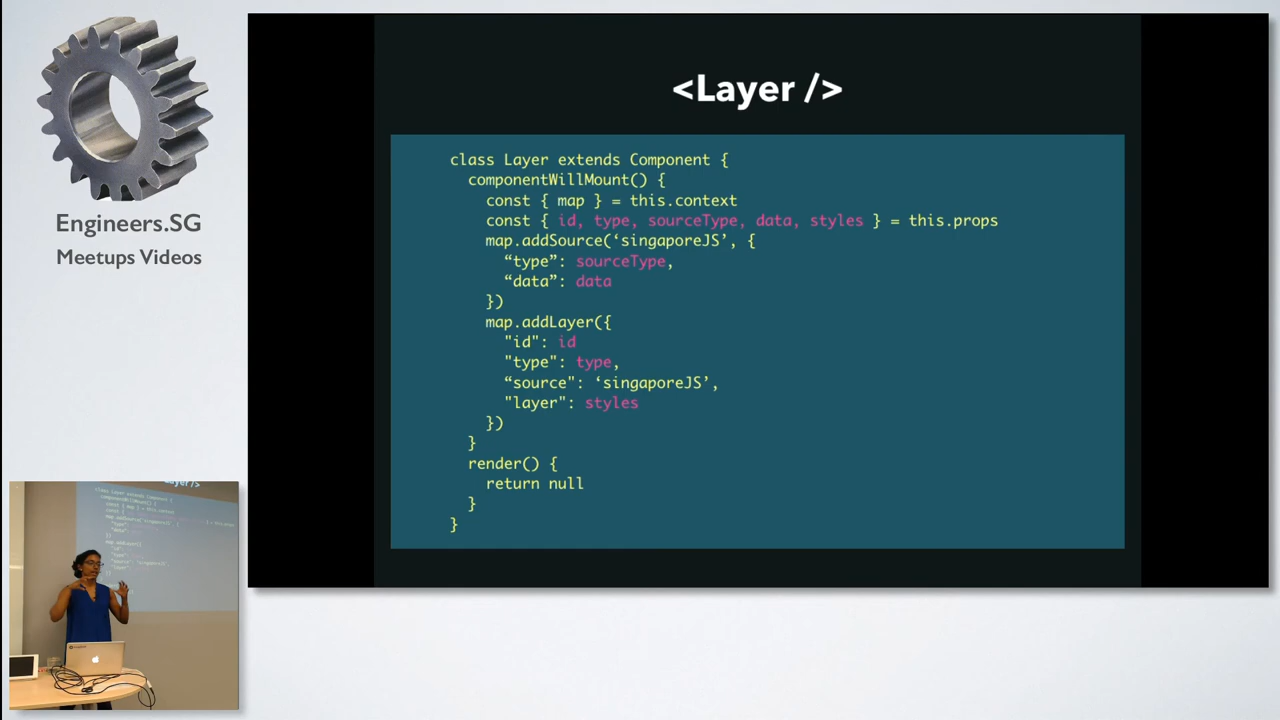 Engineers.SG
Meetups Videos
<Layer />
class Layer extends Component {
componentWillMount() {
const { map } = this.context
const { id, type, sourceType, data, styles } = this.props
map.addSource(‘singaporeJS’, {
“type”: sourceType,
“data”: data
})
map.addLayer({
"id": id
"type": type,
“source": ‘singaporeJS’,
"layer": styles
})
}
render() {
return null
}
}